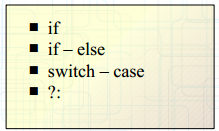 ▪ if
▪ if – else
▪ switch – case
▪ ?: